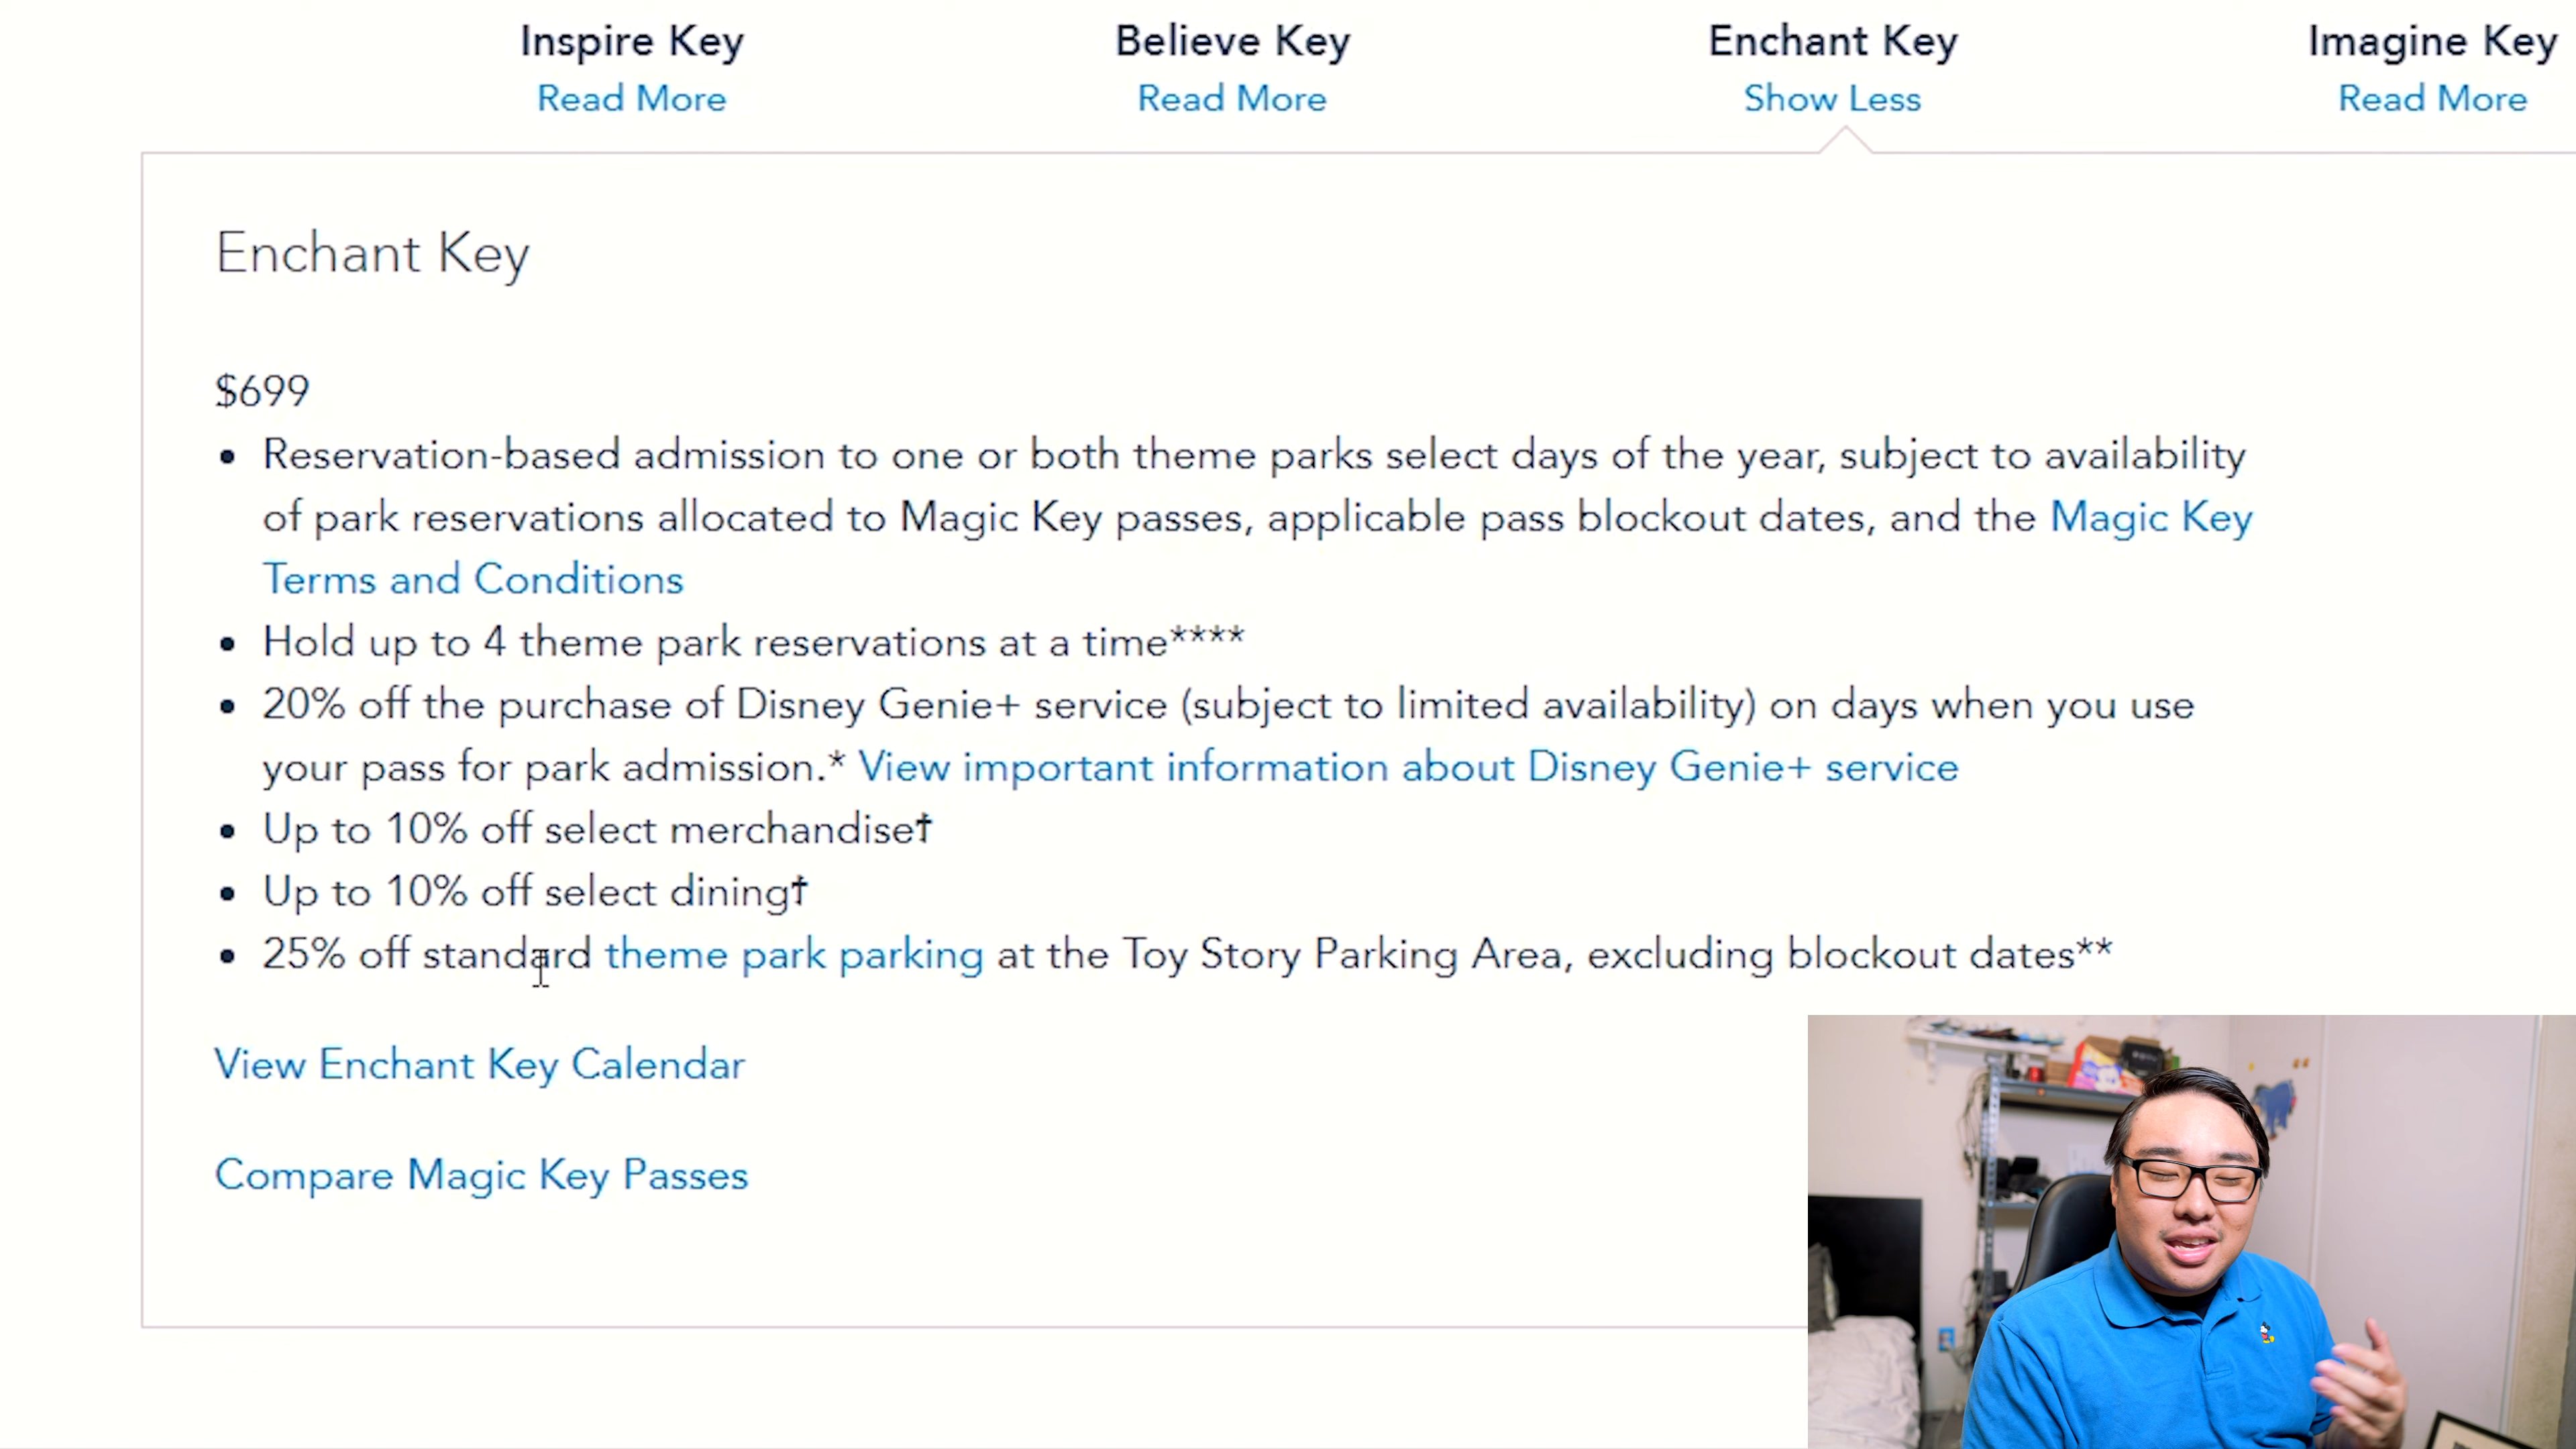 Inspire Key Believe Key Enchant Key Imagine Key
Read More Read More Show Less Read More
Enchant Key
$699
• Reservation-based admission to one or both theme parks select days of the year, subject to availability
of park reservations allocated to Magic Key passes, applicable pass blockout dates, and the Magic Key
Terms and Conditions
• Hold up to 4 theme park reservations at a time****
• 20% off the purchase of Disney Genie+ service (subject to limited availability) on days when you use
your pass for park admission.* View important information about Disney Genie+ service
• Up to 10% off select merchandise†
• Up to 10% off select dining†
• 25% off standard theme park parking at the Toy Story Parking Area, excluding blockout dates**
View Enchant Key Calendar
Compare Magic Key Passes